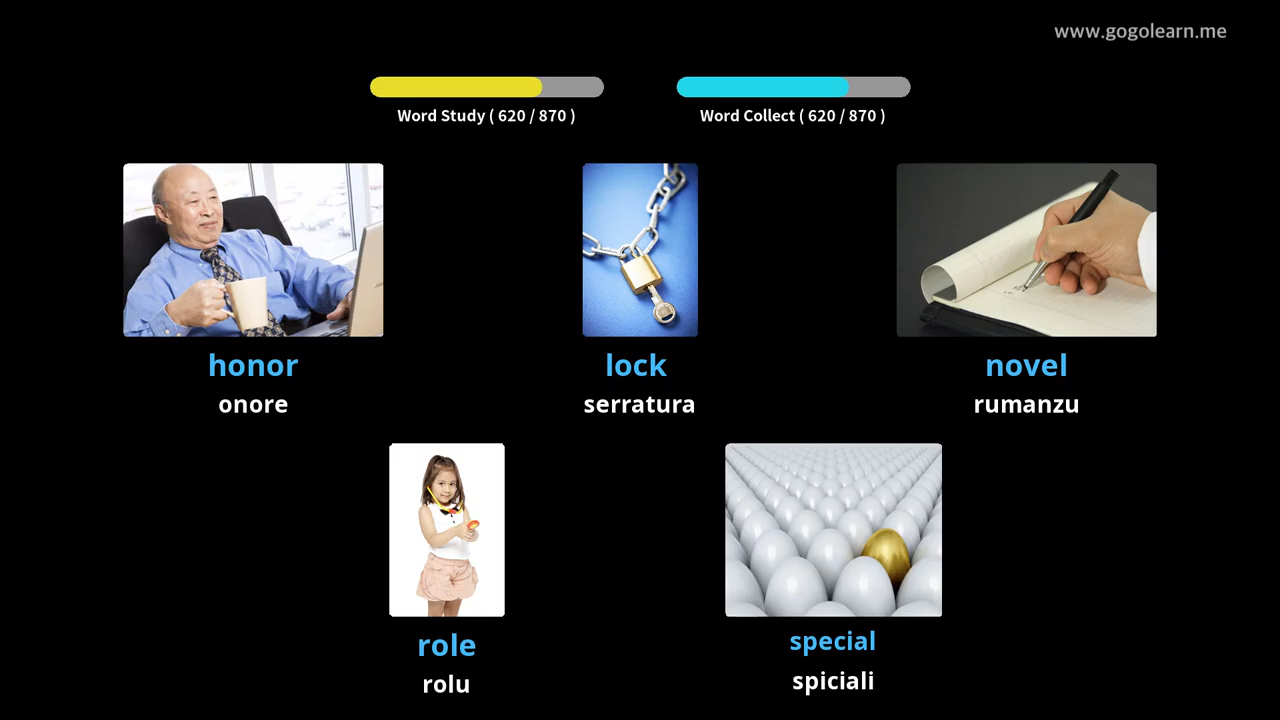 www.gogolearn.me
Word Study ( 620 / 870 )
Word Collect ( 620 / 870 )
honor
onore
lock
serratura
novel
rumanzu
role
rolu
special
spiciali